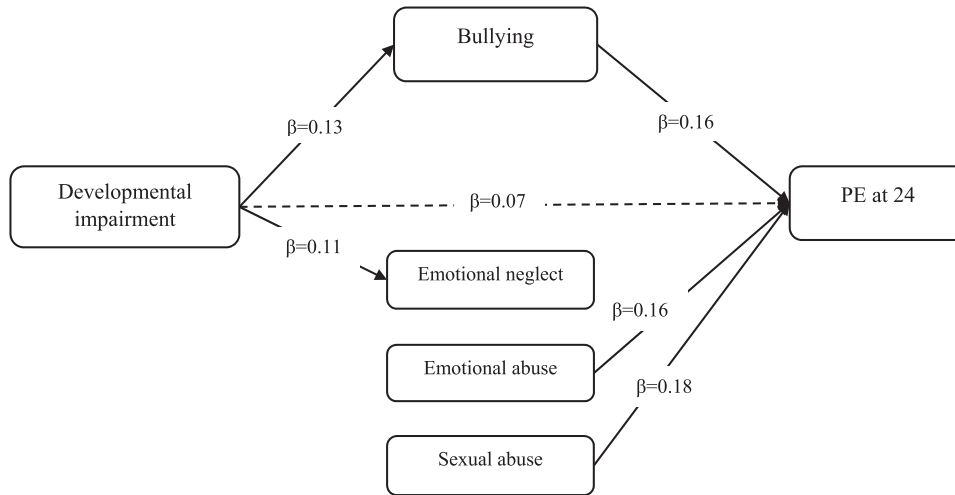 Bullying
β=0.13
β=0.16
Developmental
impairment
β=0.07
PE at 24
β=0.11
Emotional neglect
β=0.16
Emotional abuse
β=0.18
Sexual abuse